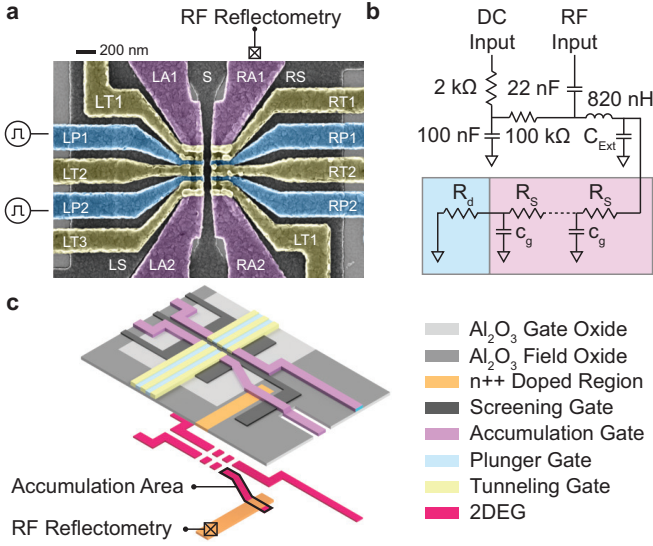 a
RF Reflectometry
200 nm
LA1
S
RA1
RS
LT1
RT1
LP1
RP1
LT2
RT2
LP2
RP2
LT3
LT1
LS
LA2
RA2
b
DC
Input
RF
Input
2 kΩ
22 nF
820 nH
100 nF
100 kΩ
C_Ext
R_d
R_S
R_S
c_g
c_g
c
Accumulation Area
RF Reflectometry
Al₂O₃ Gate Oxide
Al₂O₃ Field Oxide
n++ Doped Region
Screening Gate
Accumulation Gate
Plunger Gate
Tunneling Gate
2DEG